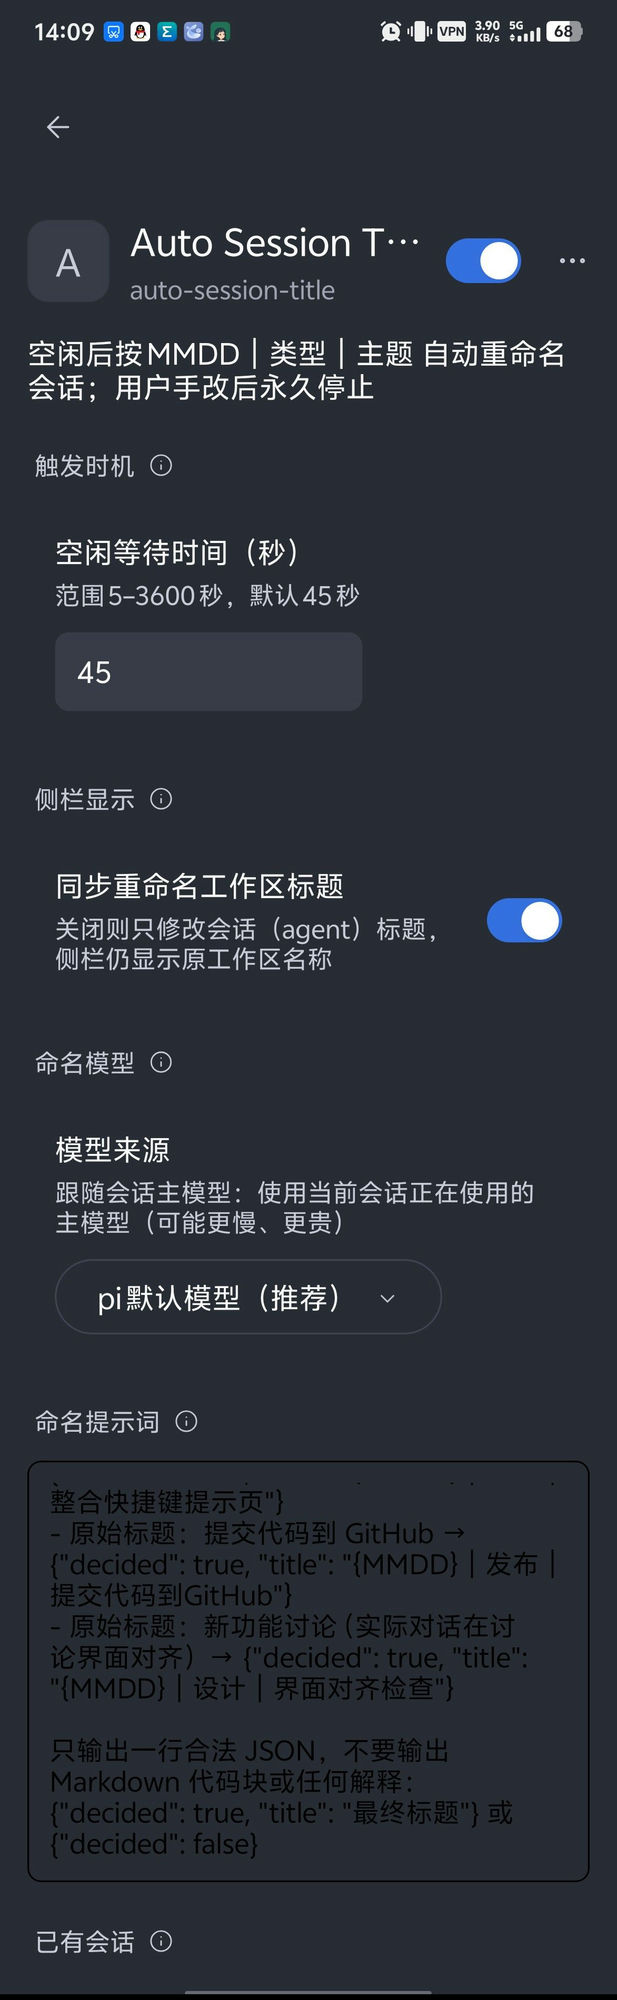 14:09
VPN
3.90
KB/s
5G
68
A
Auto Session T···
auto-session-title
空闲后按MMDD｜类型｜主题 自动重命名
会话；用户手改后永久停止
触发时机
空闲等待时间（秒）
范围5–3600秒，默认45秒
45
侧栏显示
同步重命名工作区标题
关闭则只修改会话（agent）标题，
侧栏仍显示原工作区名称
命名模型
模型来源
跟随会话主模型：使用当前会话正在使用的
主模型（可能更慢、更贵）
pi默认模型（推荐）
命名提示词
整合快捷键提示页"}
- 原始标题：提交代码到 GitHub →
{"decided": true, "title": "{MMDD}｜发布｜
提交代码到GitHub"}
- 原始标题：新功能讨论（实际对话在讨
论界面对齐）→ {"decided": true, "title":
"{MMDD}｜设计｜界面对齐检查"}
只输出一行合法 JSON，不要输出
Markdown 代码块或任何解释：
{"decided": true, "title": "最终标题"} 或
{"decided": false}
已有会话